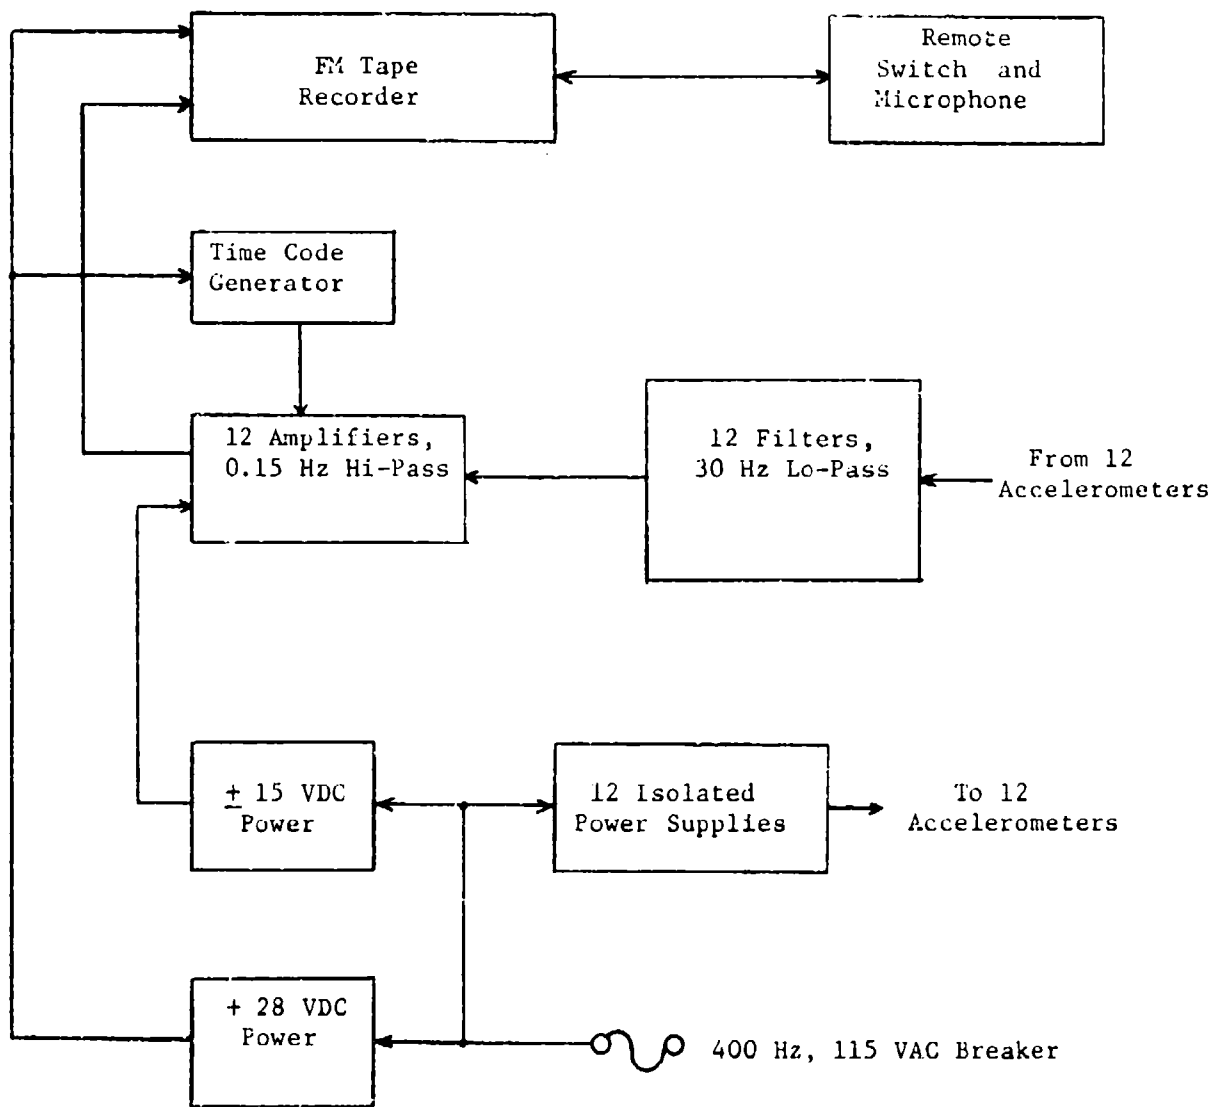 FM Tape
Recorder
Remote
Switch and
Microphone
Time Code
Generator
12 Amplifiers,
0.15 Hz Hi-Pass
12 Filters,
30 Hz Lo-Pass
From 12
Accelerometers
± 15 VDC
Power
12 Isolated
Power Supplies
To 12
Accelerometers
+ 28 VDC
Power
400 Hz, 115 VAC Breaker